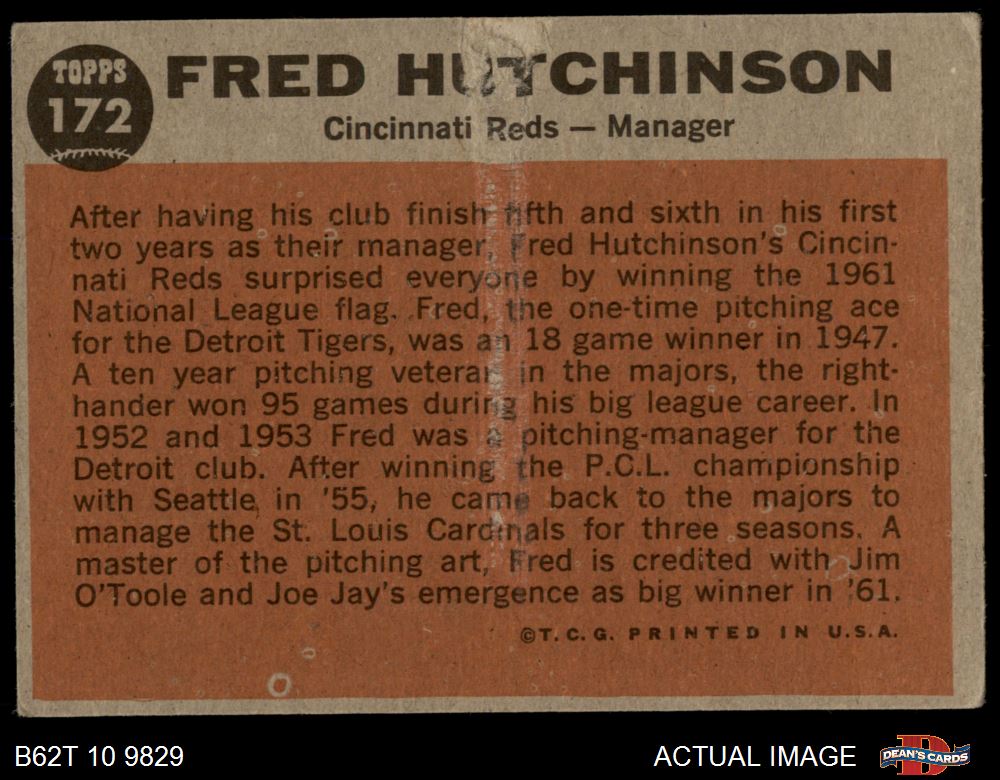 TOPPS
172
FRED HUTCHINSON
Cincinnati Reds — Manager
After having his club finish fifth and sixth in his first
two years as their manager, Fred Hutchinson's Cincin-
nati Reds surprised everyone by winning the 1961
National League flag. Fred, the one-time pitching ace
for the Detroit Tigers, was an 18 game winner in 1947.
A ten year pitching veteran in the majors, the right-
hander won 95 games during his big league career. In
1952 and 1953 Fred was a pitching-manager for the
Detroit club. After winning the P.C.L. championship
with Seattle, in '55, he came back to the majors to
manage the St. Louis Cardinals for three seasons. A
master of the pitching art, Fred is credited with Jim
O'Toole and Joe Jay's emergence as big winner in '61.
©T.C.G. PRINTED IN U.S.A.
B62T 10 9829
ACTUAL IMAGE
D
DEAN'S CARDS